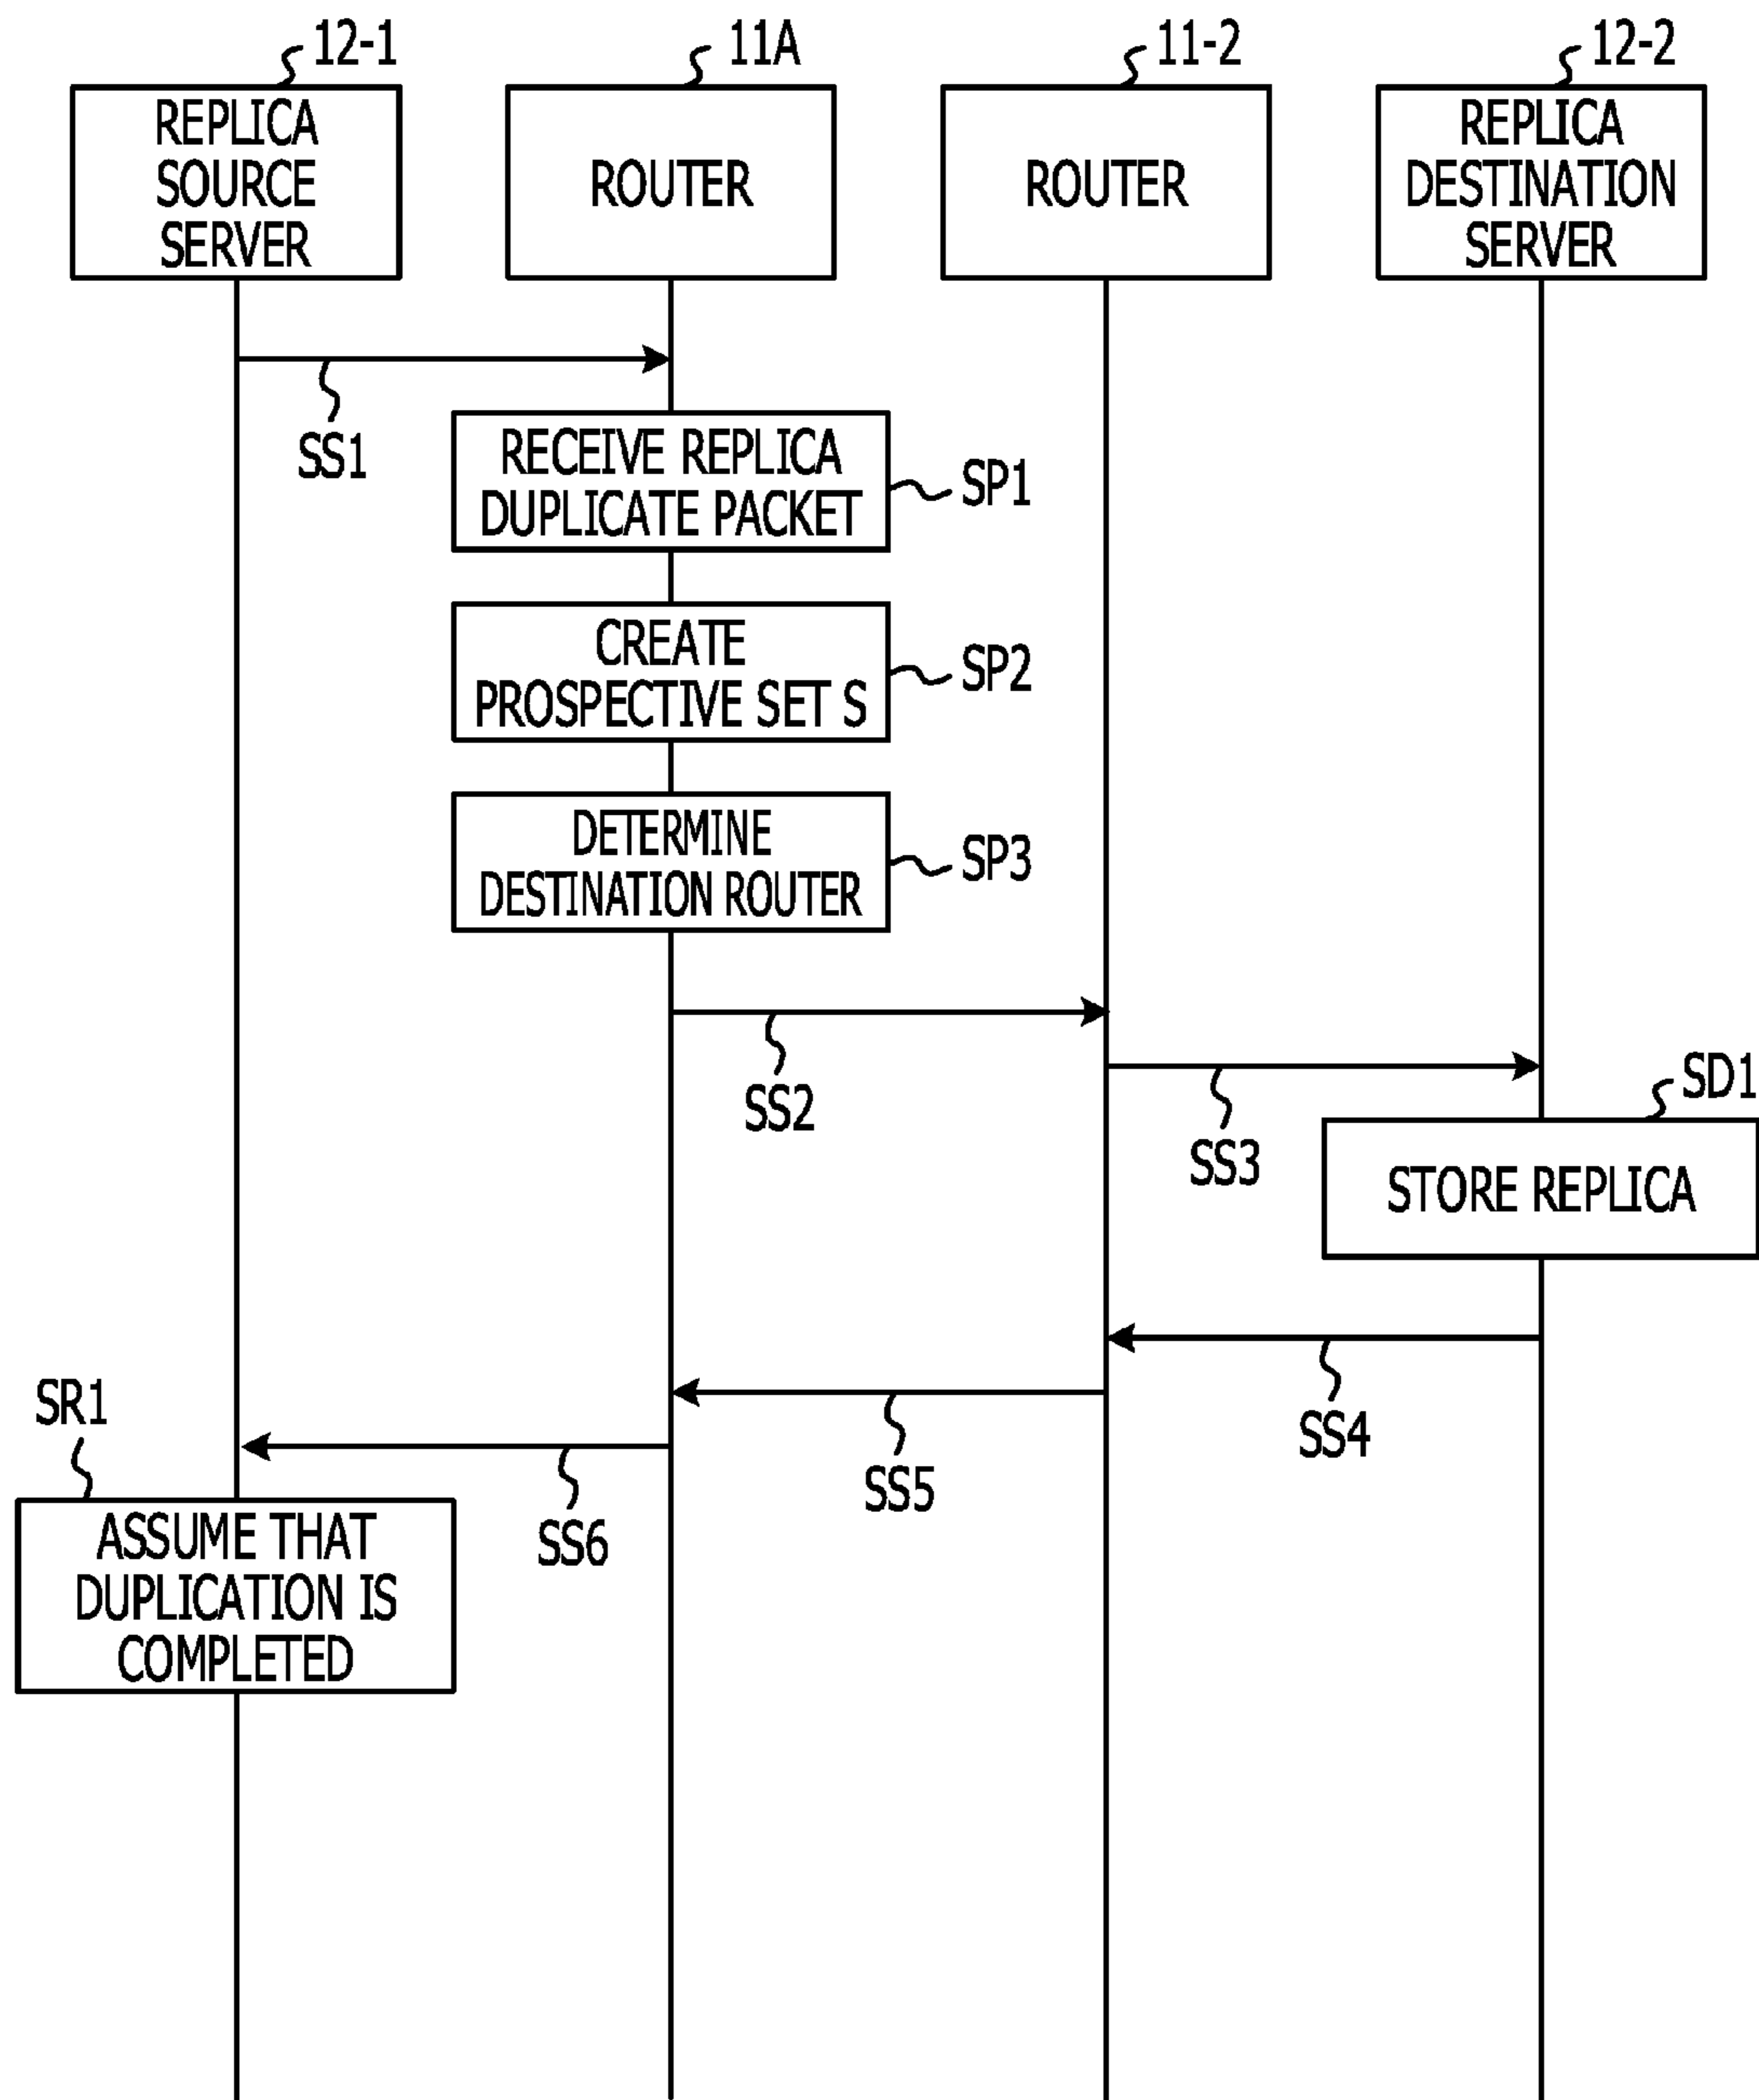 12-1
11A
11-2
12-2
REPLICA
SOURCE
SERVER
ROUTER
ROUTER
REPLICA
DESTINATION
SERVER
SS1
RECEIVE REPLICA
DUPLICATE PACKET
SP1
CREATE
PROSPECTIVE SET S
SP2
DETERMINE
DESTINATION ROUTER
SP3
SS2
SS3
SD1
STORE REPLICA
SS4
SS5
SS6
SR1
ASSUME THAT
DUPLICATION IS
COMPLETED